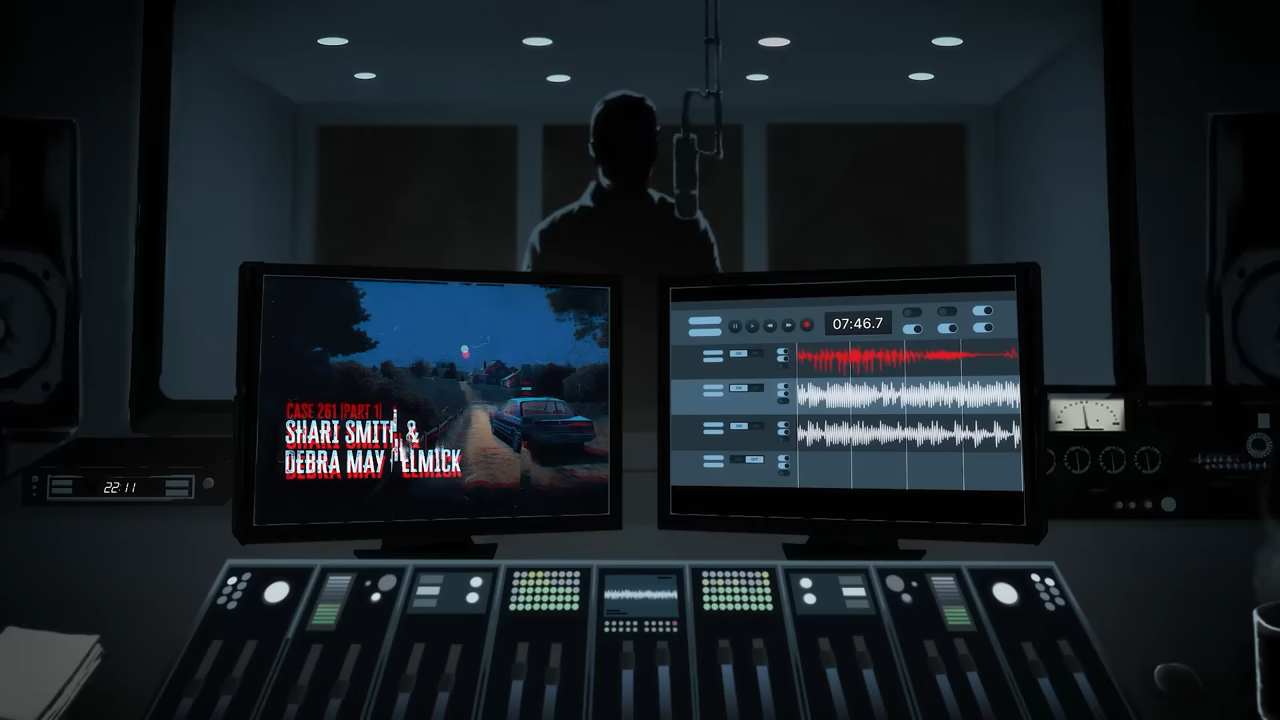 CASE 261 (PART 1)
SHARI SMITH &
DEBRA MAY HELMICK
07:46.7
22:11